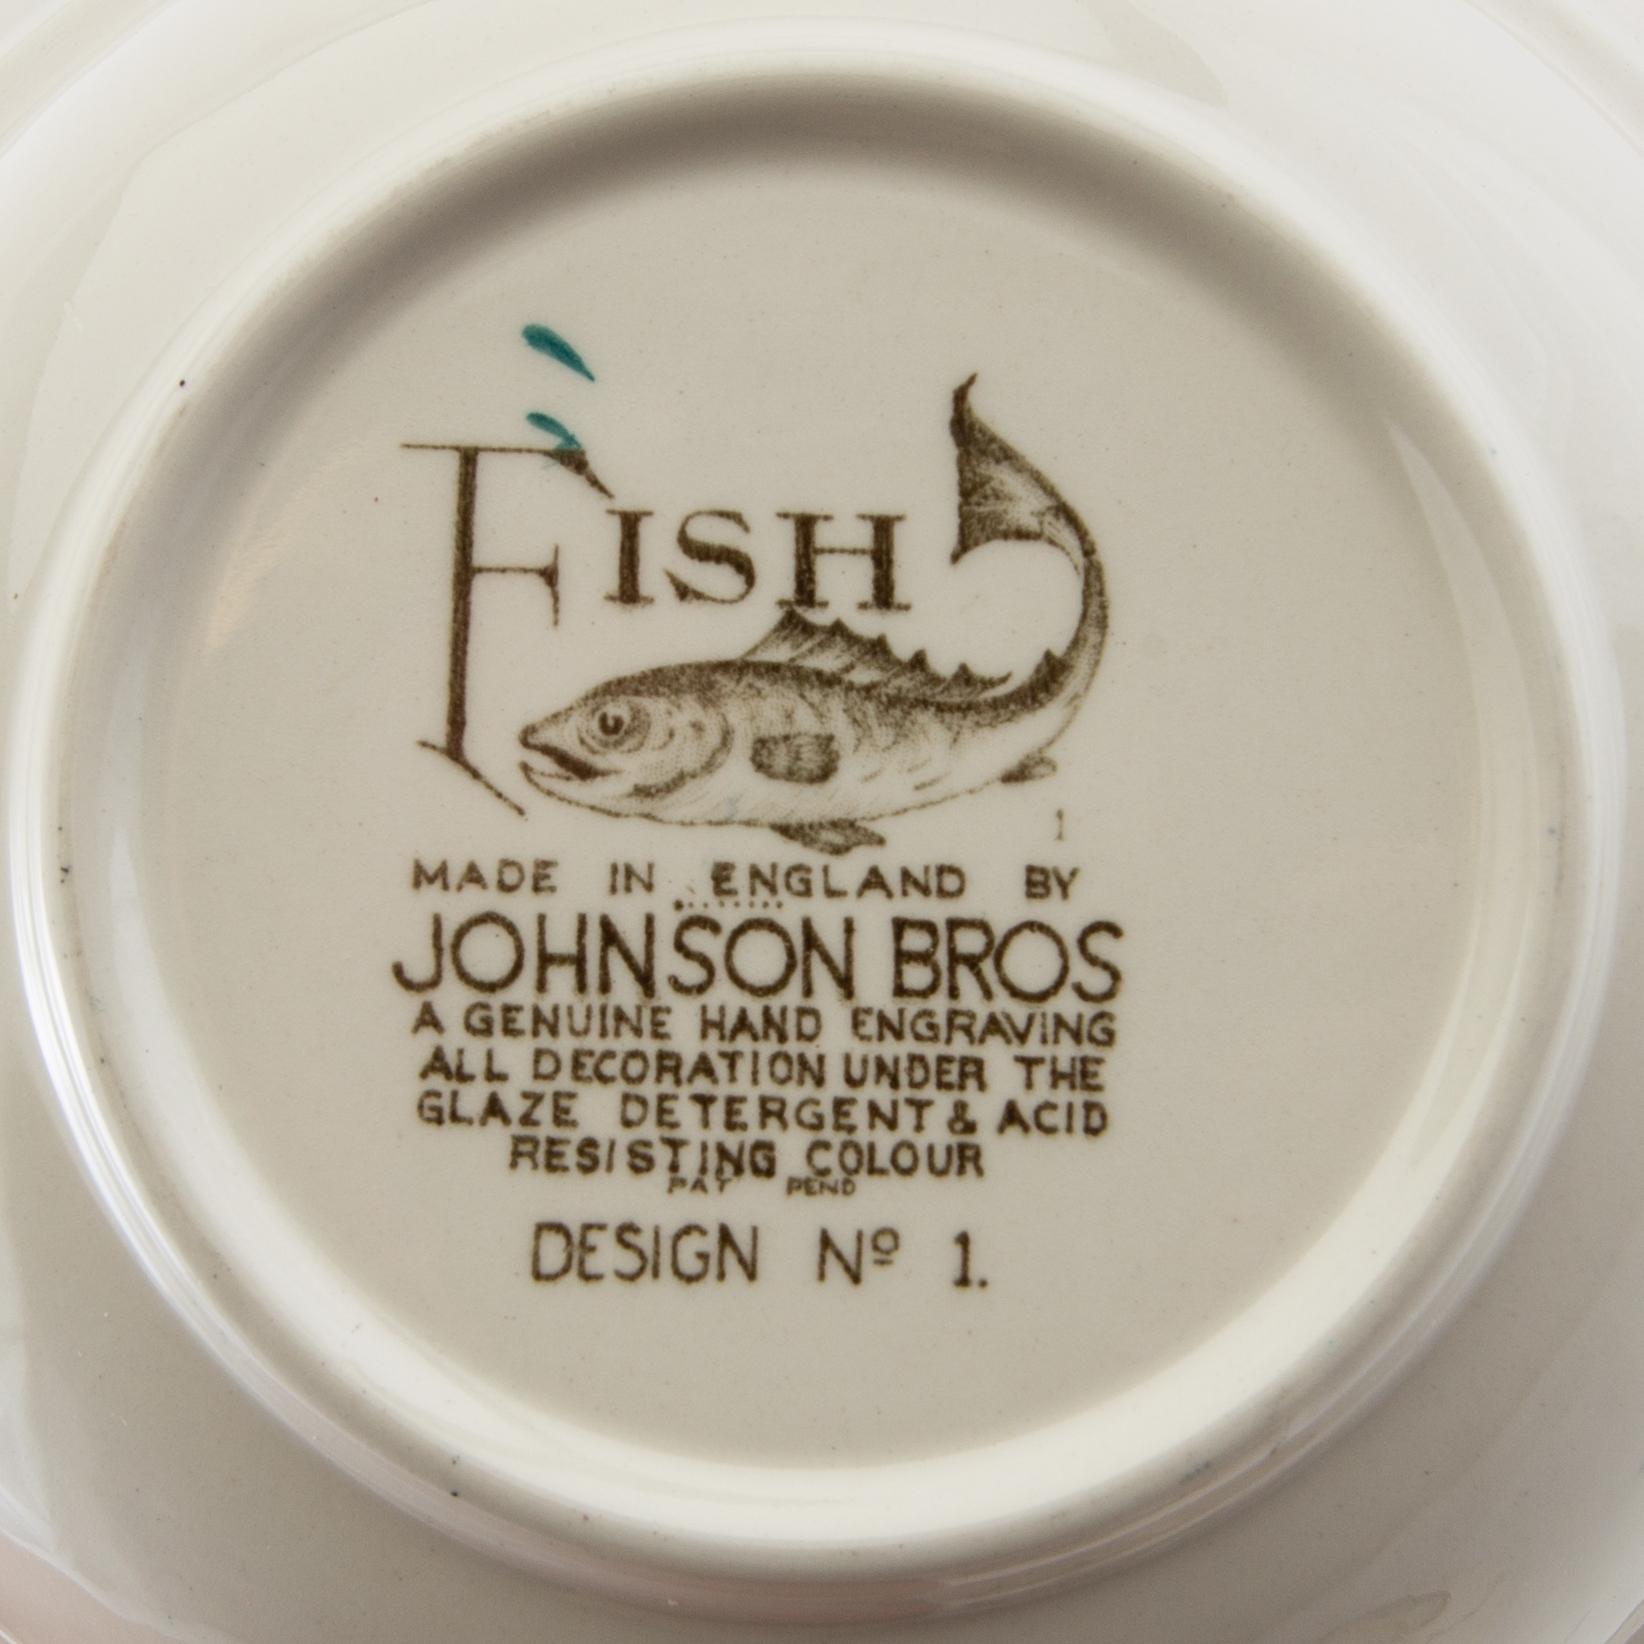 FISH
1
MADE IN ENGLAND BY
JOHNSON BROS
A GENUINE HAND ENGRAVING
ALL DECORATION UNDER THE
GLAZE DETERGENT & ACID
RESISTING COLOUR
PAT PEND
DESIGN Nº 1.